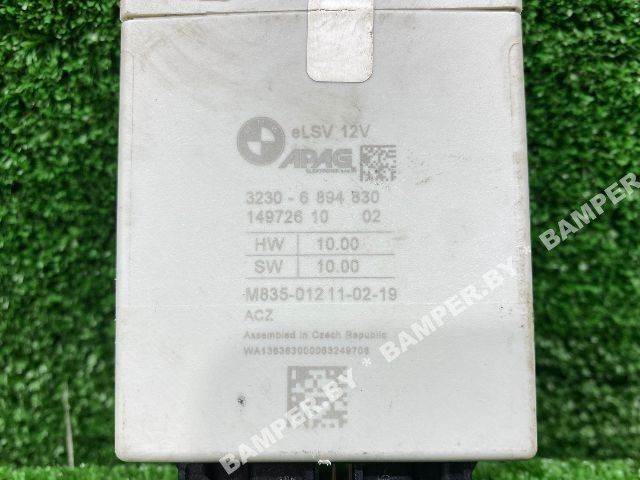 eLSV 12V
APAG
ELEKTRONIK s.r.o.
3230 - 6 894 830
149726 10 02
HW 10.00
SW 10.00
M835-012 11-02-19
ACZ
Assembled in Czech Republic
WA136363000063249708
BAMPER.BY * BAMPER.BY * BAMPER.BY